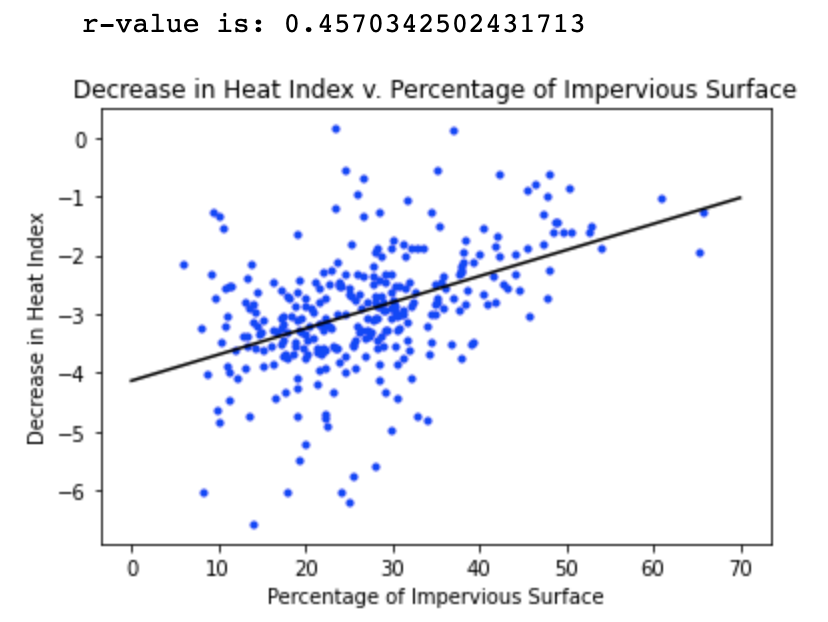 r-value is: 0.4570342502431713
Decrease in Heat Index v. Percentage of Impervious Surface
Decrease in Heat Index
0
−1
−2
−3
−4
−5
−6
0 10 20 30 40 50 60 70
Percentage of Impervious Surface